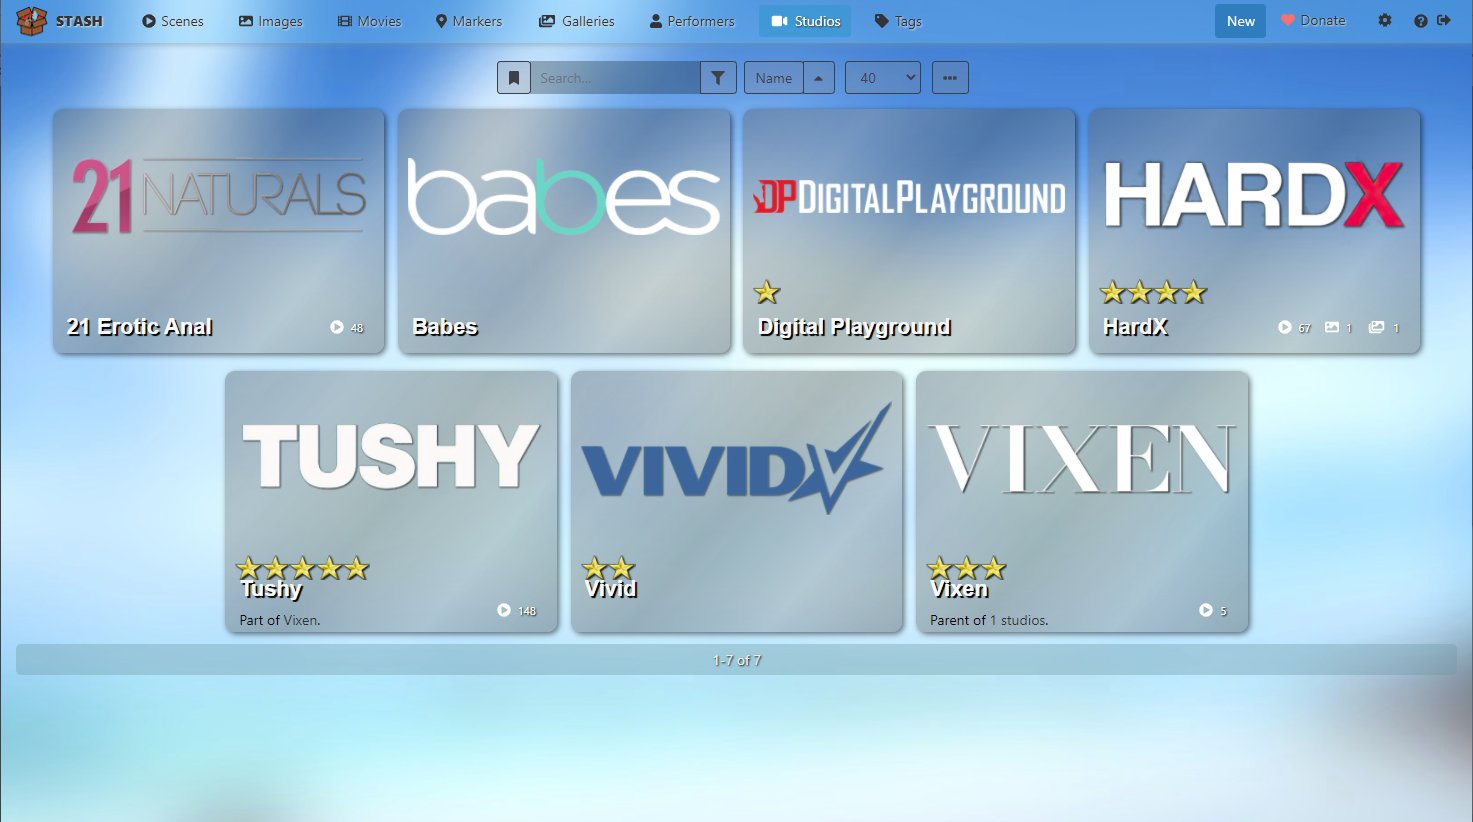 STASH Scenes Images Movies Markers Galleries Performers Studios Tags New Donate
Search... Name 40
21 NATURALS
babes
DP DIGITALPLAYGROUND
HARDX
21 Erotic Anal 48
Babes
Digital Playground
HardX 67 1 1
TUSHY
VIVID
VIXEN
Tushy
Part of Vixen. 148
Vivid
Vixen
Parent of 1 studios. 5
1-7 of 7